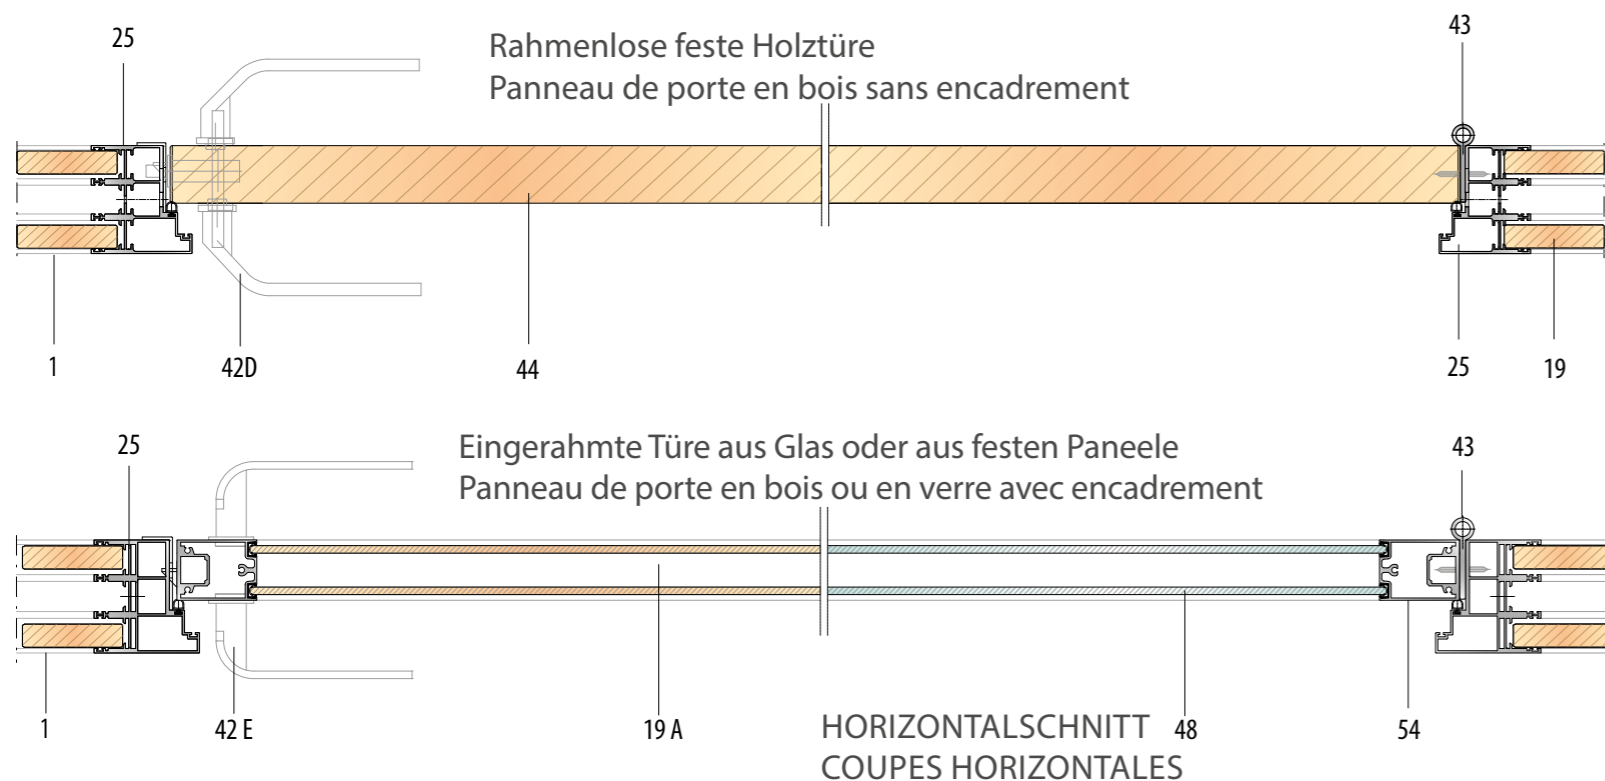 25
43
Rahmenlose feste Holztüre
Panneau de porte en bois sans encadrement
1
42D
44
25
19
25
43
Eingerahmte Türe aus Glas oder aus festen Paneele
Panneau de porte en bois ou en verre avec encadrement
1
42 E
19 A
48
54
HORIZONTALSCHNITT
COUPES HORIZONTALES